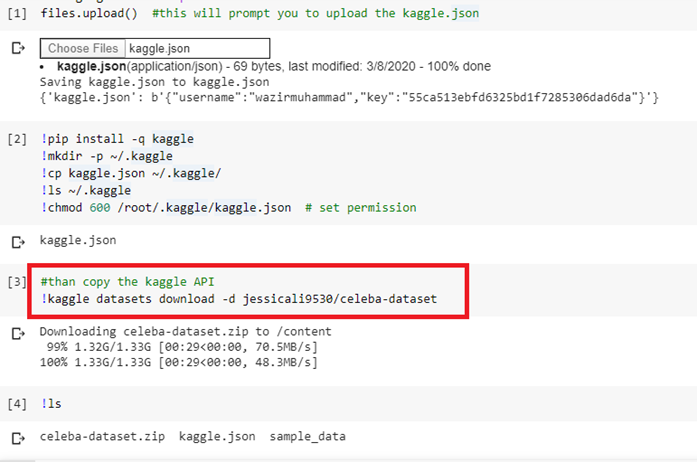 [1] files.upload() #this will prompt you to upload the kaggle.json
Choose Files kaggle.json
• kaggle.json(application/json) - 69 bytes, last modified: 3/8/2020 - 100% done
Saving kaggle.json to kaggle.json
{'kaggle.json': b'{"username":"wazirmuhammad","key":"55ca513ebfd6325bd1f7285306dad6da"}'}
[2] !pip install -q kaggle
!mkdir -p ~/.kaggle
!cp kaggle.json ~/.kaggle/
!ls ~/.kaggle
!chmod 600 /root/.kaggle/kaggle.json # set permission
kaggle.json
[3] #than copy the kaggle API
!kaggle datasets download -d jessicali9530/celeba-dataset
Downloading celeba-dataset.zip to /content
99% 1.32G/1.33G [00:29<00:00, 70.5MB/s]
100% 1.33G/1.33G [00:29<00:00, 48.3MB/s]
[4] !ls
celeba-dataset.zip kaggle.json sample_data